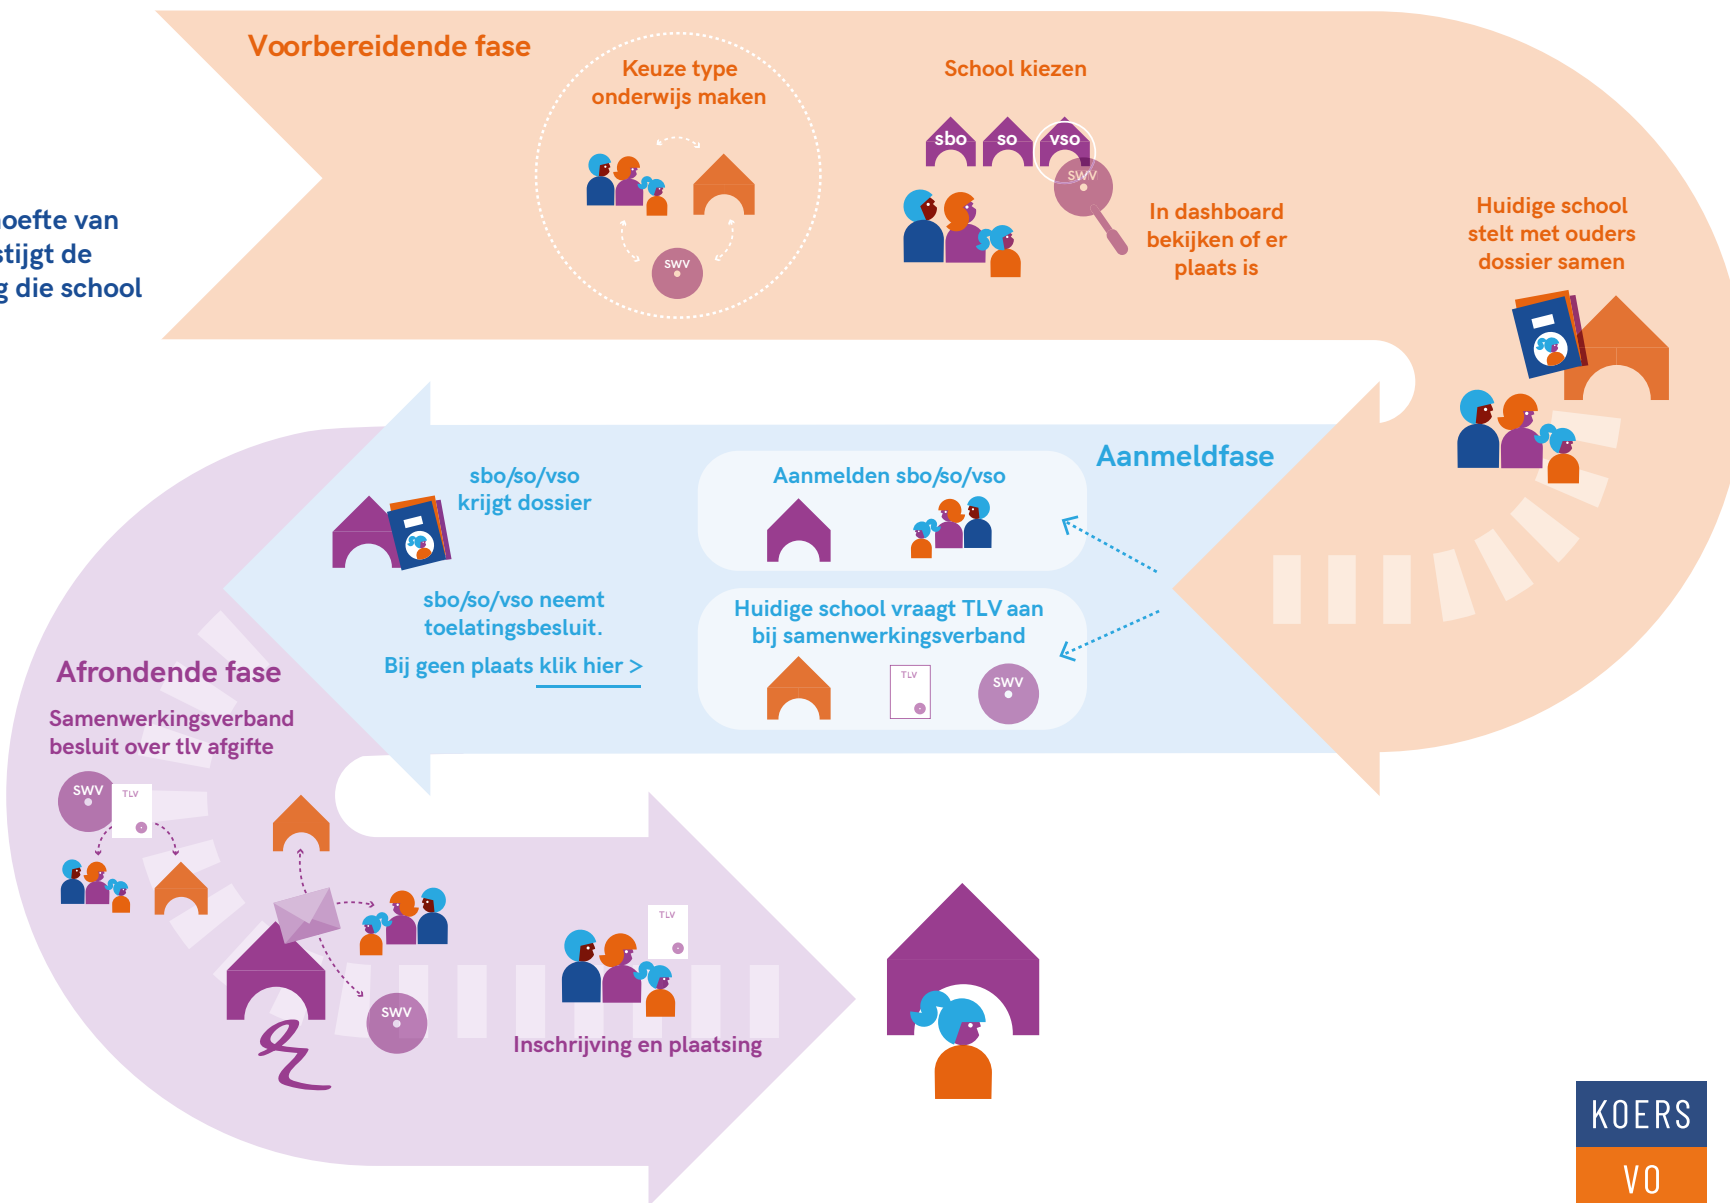 Voorbereidende fase
Keuze type
onderwijs maken
SWV
School kiezen
sbo
so
vso
SWV
In dashboard
bekijken of er
plaats is
Huidige school
stelt met ouders
dossier samen
van
de
die school
Aanmeldfase
Aanmelden sbo/so/vso
Huidige school vraagt TLV aan
bij samenwerkingsverband
TLV
SWV
sbo/so/vso
krijgt dossier
sbo/so/vso neemt
toelatingsbesluit.
Bij geen plaats klik hier >
Afrondende fase
Samenwerkingsverband
besluit over tlv afgifte
SWV
TLV
SWV
TLV
Inschrijving en plaatsing
KOERS
VO